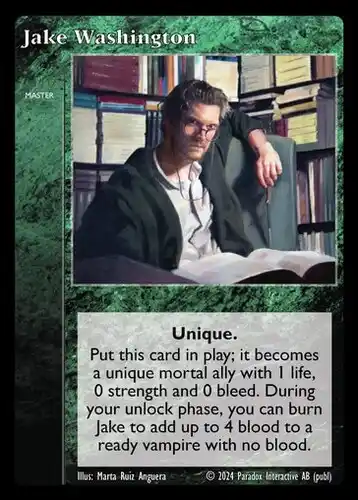 Jake Washington
MASTER
Unique.
Put this card in play; it becomes
a unique mortal ally with 1 life,
0 strength and 0 bleed. During
your unlock phase, you can burn
Jake to add up to 4 blood to a
ready vampire with no blood.
Illus: Marta Ruiz Anguera © 2024 Paradox Interactive AB (publ)